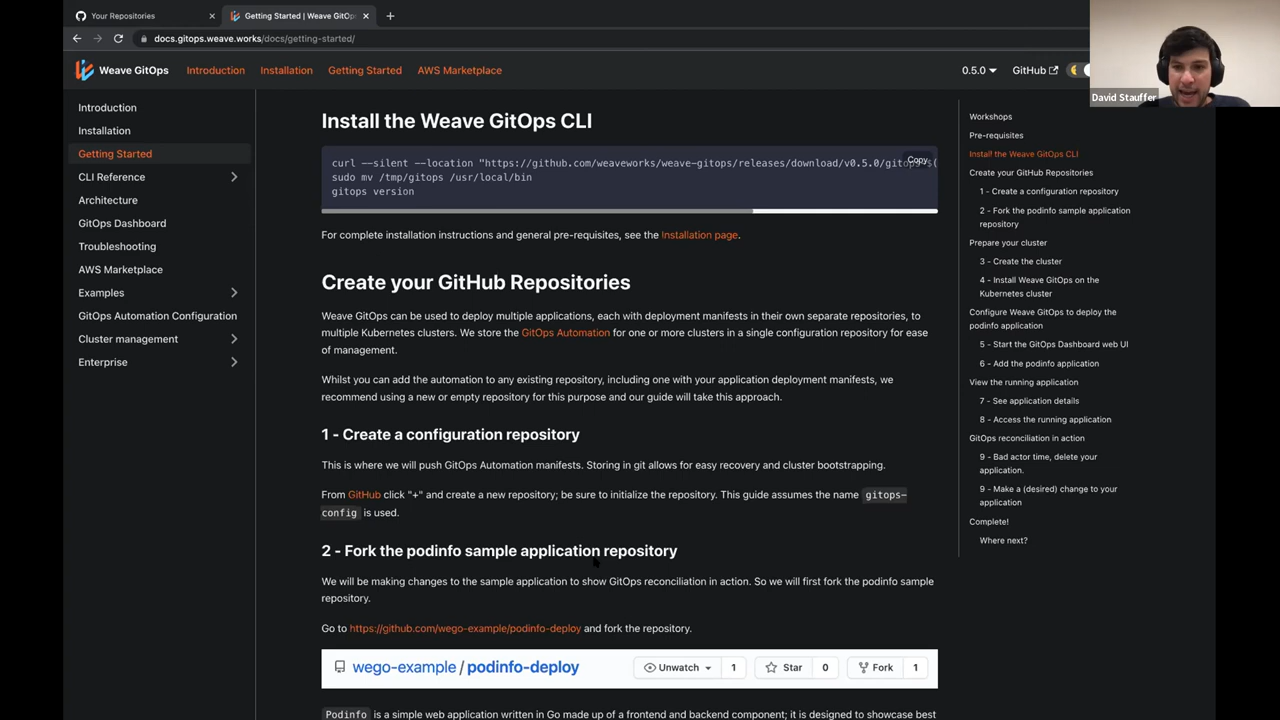 Your Repositories
Getting Started | Weave GitOp
docs.gitops.weave.works/docs/getting-started/
Weave GitOps
Introduction
Installation
Getting Started
AWS Marketplace
0.5.0
GitHub
David Stauffer
Introduction
Installation
Getting Started
CLI Reference
Architecture
GitOps Dashboard
Troubleshooting
AWS Marketplace
Examples
GitOps Automation Configuration
Cluster management
Enterprise
Install the Weave GitOps CLI
curl --silent --location "https://github.com/weaveworks/weave-gitops/releases/download/v0.5.0/gitop
Copy
sudo mv /tmp/gitops /usr/local/bin
gitops version
For complete installation instructions and general pre-requisites, see the Installation page.
Create your GitHub Repositories
Weave GitOps can be used to deploy multiple applications, each with deployment manifests in their own separate repositories, to
multiple Kubernetes clusters. We store the GitOps Automation for one or more clusters in a single configuration repository for ease
of management.
Whilst you can add the automation to any existing repository, including one with your application deployment manifests, we
recommend using a new or empty repository for this purpose and our guide will take this approach.
1 - Create a configuration repository
This is where we will push GitOps Automation manifests. Storing in git allows for easy recovery and cluster bootstrapping.
From GitHub click "+" and create a new repository; be sure to initialize the repository. This guide assumes the name gitops-
config is used.
2 - Fork the podinfo sample application repository
We will be making changes to the sample application to show GitOps reconciliation in action. So we will first fork the podinfo sample
repository.
Go to https://github.com/wego-example/podinfo-deploy and fork the repository.
wego-example / podinfo-deploy
Unwatch 1
Star 0
Fork 1
Podinfo is a simple web application written in Go made up of a frontend and backend component; it is designed to showcase best
Workshops
Pre-requisites
Install the Weave GitOps CLI
Create your GitHub Repositories
1 - Create a configuration repository
2 - Fork the podinfo sample application
repository
Prepare your cluster
3 - Create the cluster
4 - Install Weave GitOps on the
Kubernetes cluster
Configure Weave GitOps to deploy the
podinfo application
5 - Start the GitOps Dashboard web UI
6 - Add the podinfo application
View the running application
7 - See application details
8 - Access the running application
GitOps reconciliation in action
9 - Bad actor time, delete your
application.
9 - Make a (desired) change to your
application
Complete!
Where next?